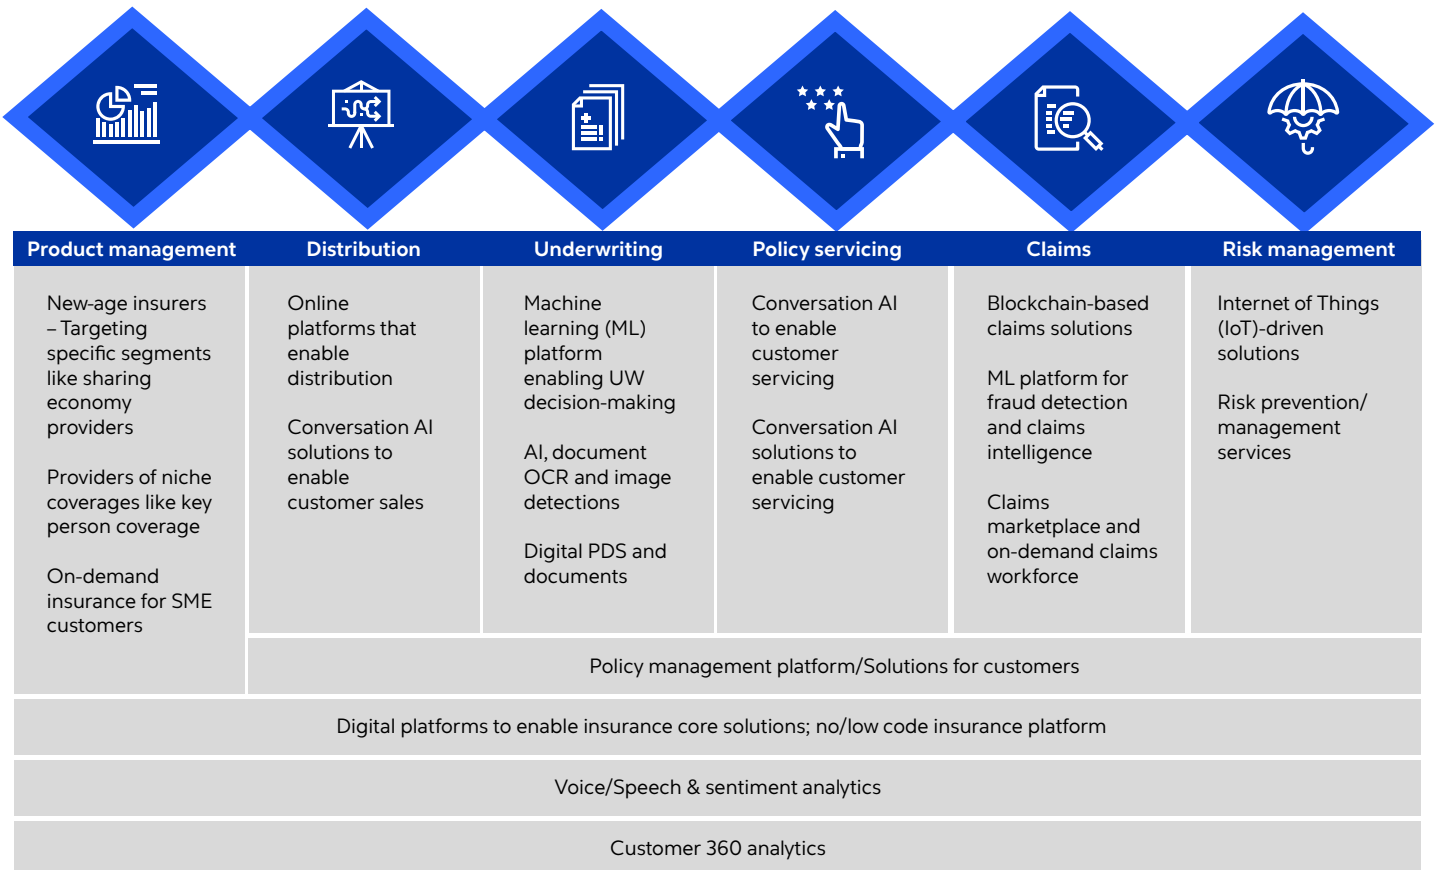 Product management
Distribution
Underwriting
Policy servicing
Claims
Risk management
New-age insurers
– Targeting
specific segments
like sharing
economy
providers
Providers of niche
coverages like key
person coverage
On-demand
insurance for SME
customers
Online
platforms that
enable
distribution
Conversation AI
solutions to
enable
customer sales
Machine
learning (ML)
platform
enabling UW
decision-making
AI, document
OCR and image
detections
Digital PDS and
documents
Conversation AI
to enable
customer
servicing
Conversation AI
solutions to
enable customer
servicing
Blockchain-based
claims solutions
ML platform for
fraud detection
and claims
intelligence
Claims
marketplace and
on-demand claims
workforce
Internet of Things
(IoT)-driven
solutions
Risk prevention/
management
services
Policy management platform/Solutions for customers
Digital platforms to enable insurance core solutions; no/low code insurance platform
Voice/Speech & sentiment analytics
Customer 360 analytics